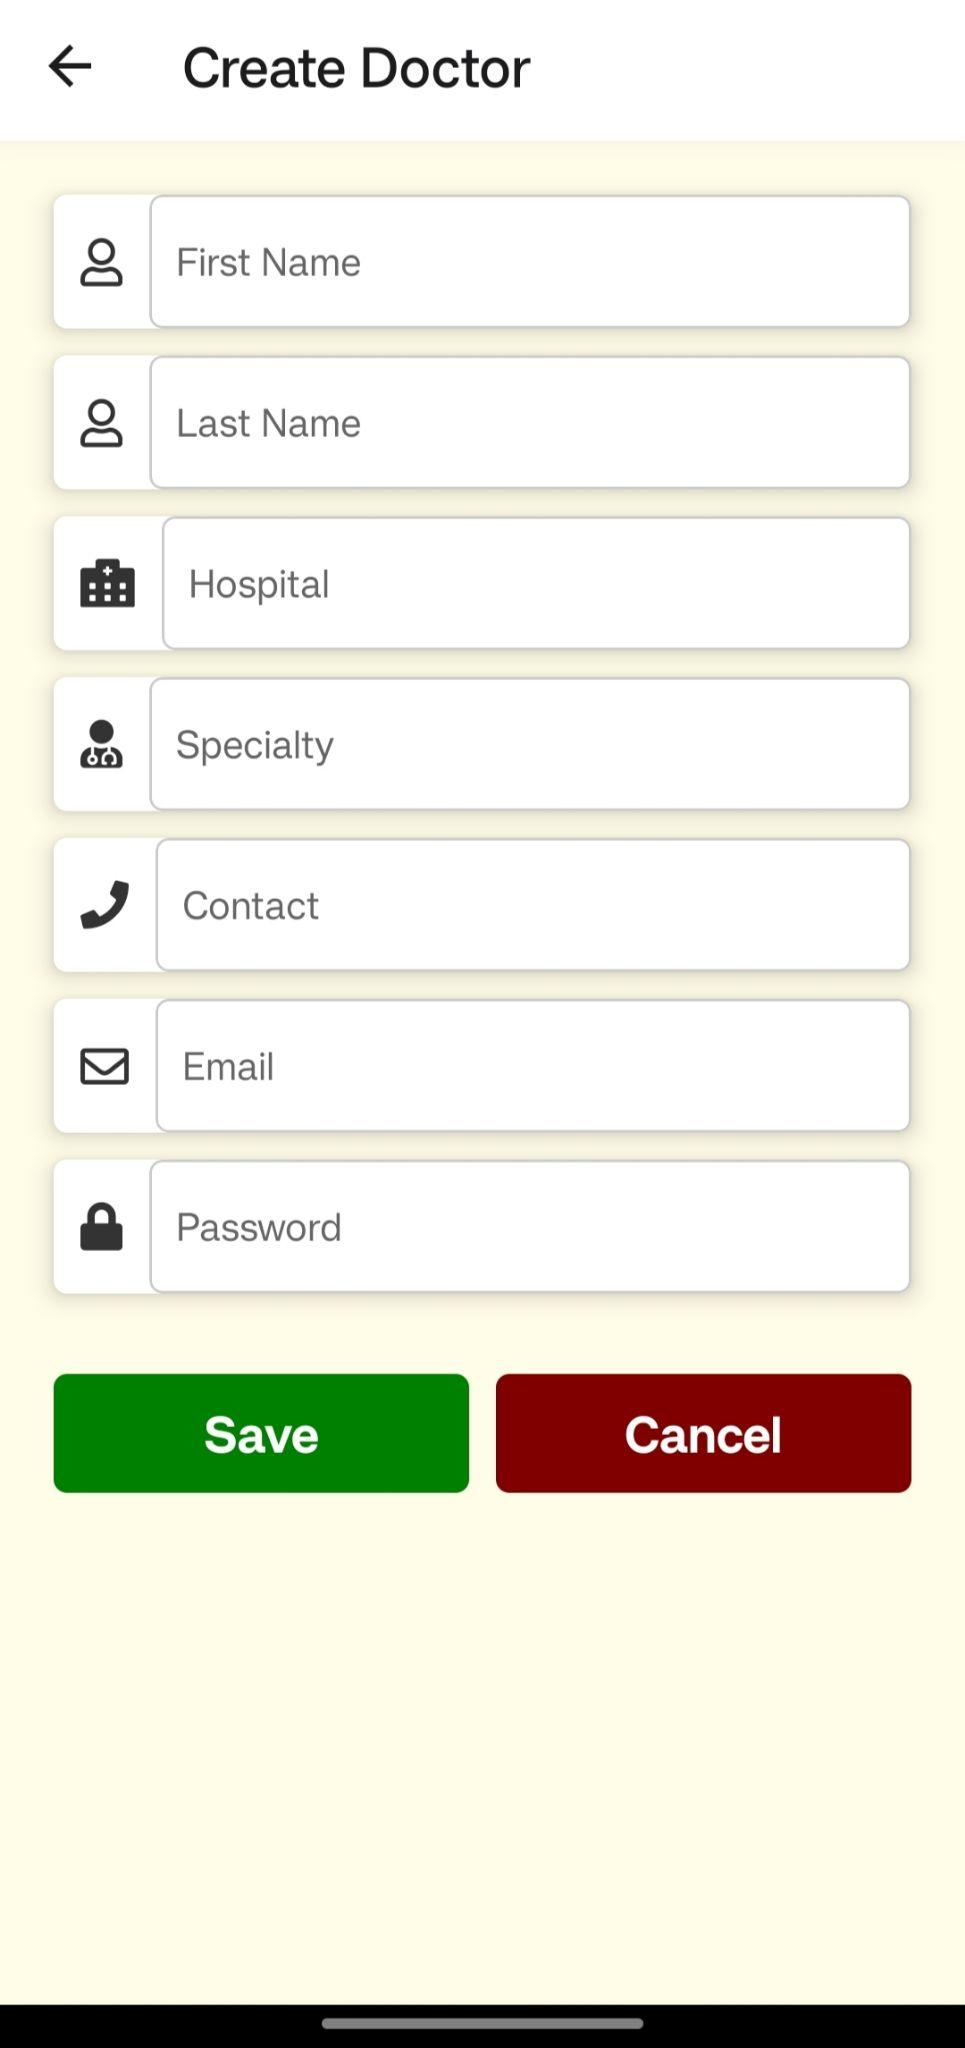 Create Doctor
First Name
Last Name
Hospital
Specialty
Contact
Email
Password
Save
Cancel